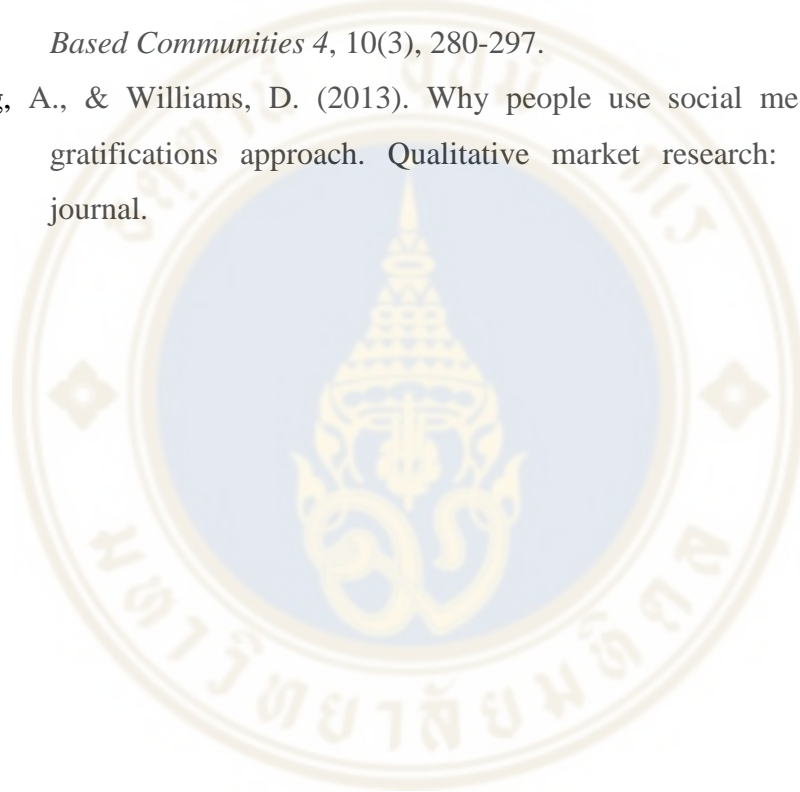 Based Communities 4, 10(3), 280-297.
g, A., & Williams, D. (2013). Why people use social me
gratifications approach. Qualitative market research:
journal.
มหาวิทยาลัยมหิดล